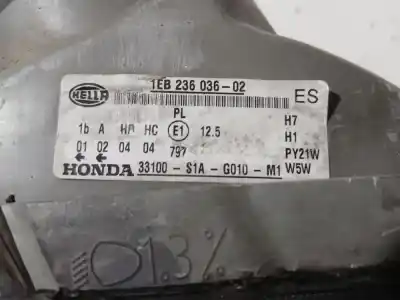 HELLA
1EB 236 036-02
ES
PL
1b A HR HC E1 12.5
01 02 04 04 797
H7
H1
PY21W
W5W
HONDA 33100 - S1A - G010 - M1
01.3%